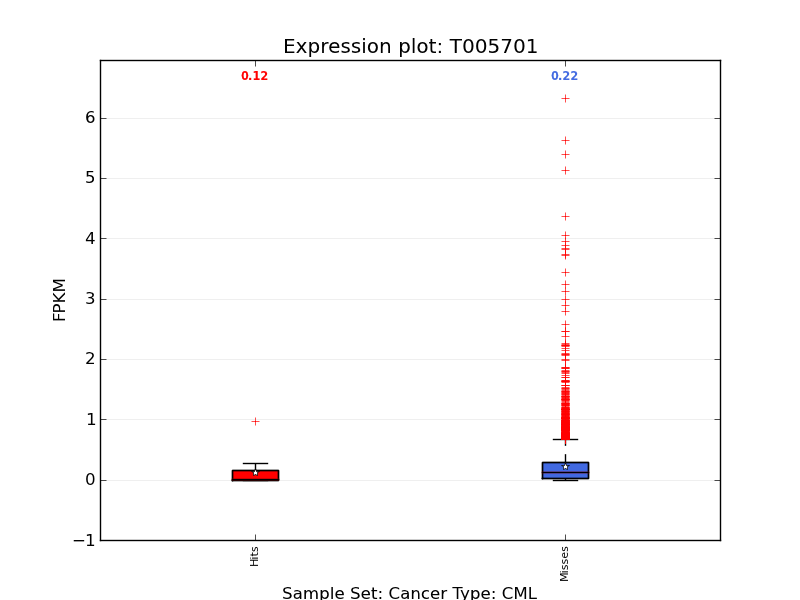 Expression plot: T005701
0.12
0.22
6
5
4
3
2
1
0
−1
FPKM
Hits
Misses
Sample Set: Cancer Type: CML